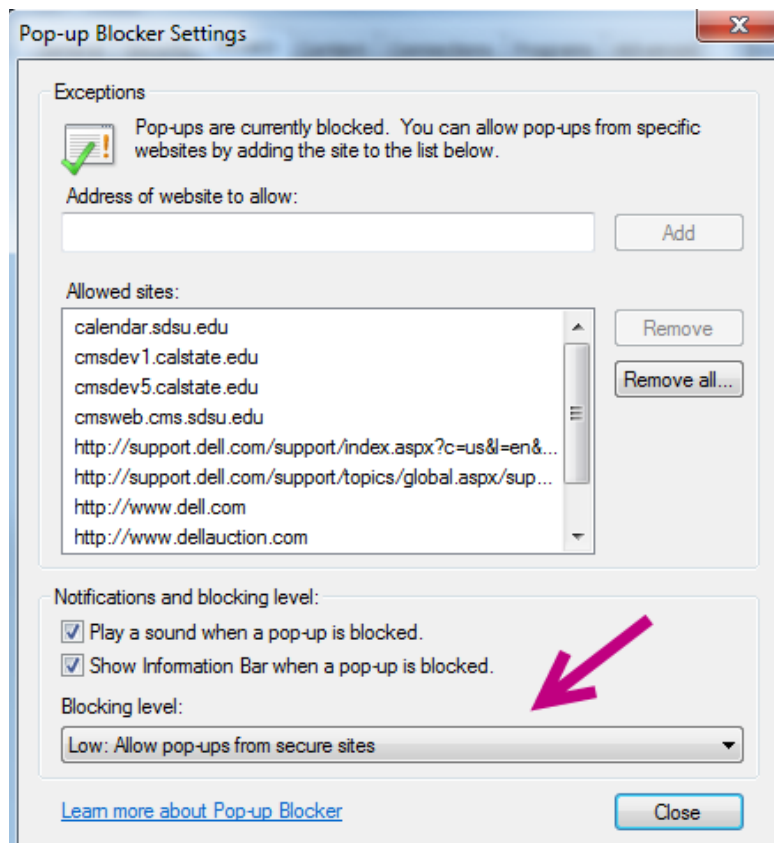 Pop-up Blocker Settings
Exceptions
Pop-ups are currently blocked. You can allow pop-ups from specific
websites by adding the site to the list below.
Address of website to allow:
Add
Allowed sites:
calendar.sdsu.edu
Remove
cmsdev1.calstate.edu
cmsdev5.calstate.edu
Remove all...
cmsweb.cms.sdsu.edu
http://support.dell.com/support/index.aspx?c=us&l=en&...
http://support.dell.com/support/topics/global.aspx/sup...
http://www.dell.com
http://www.dellauction.com
Notifications and blocking level:
Play a sound when a pop-up is blocked.
Show Information Bar when a pop-up is blocked.
Blocking level:
Low: Allow pop-ups from secure sites
Learn more about Pop-up Blocker
Close